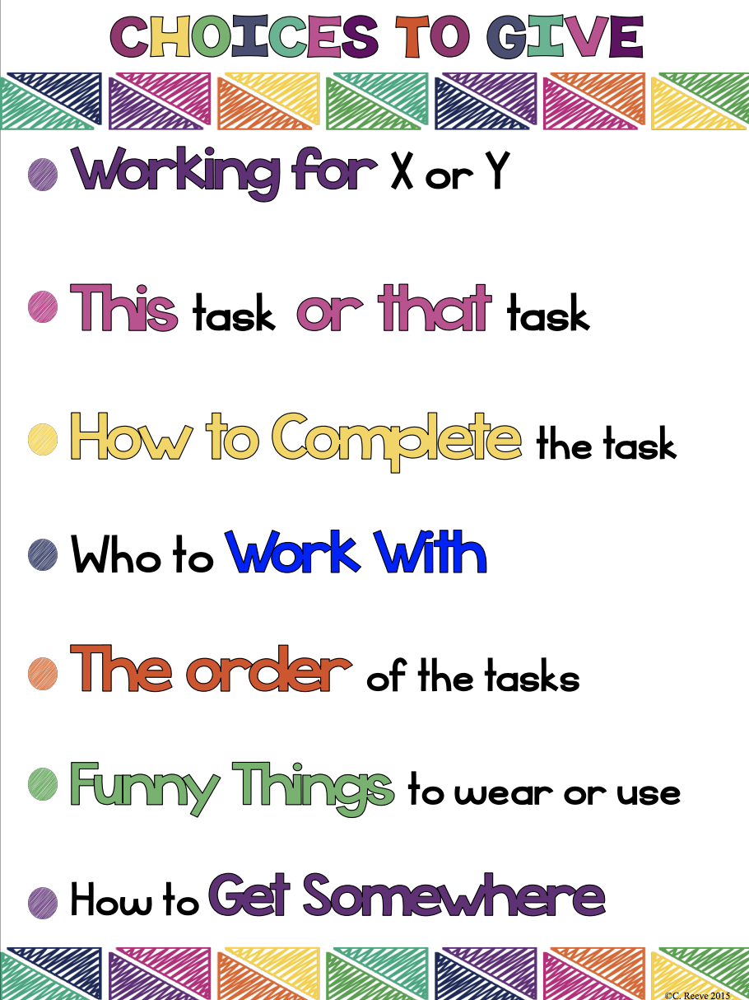 CHOICES TO GIVE
Working for X or Y
This task or that task
How to Complete the task
Who to Work With
The order of the tasks
Funny Things to wear or use
How to Get Somewhere
©C. Reeve 2015